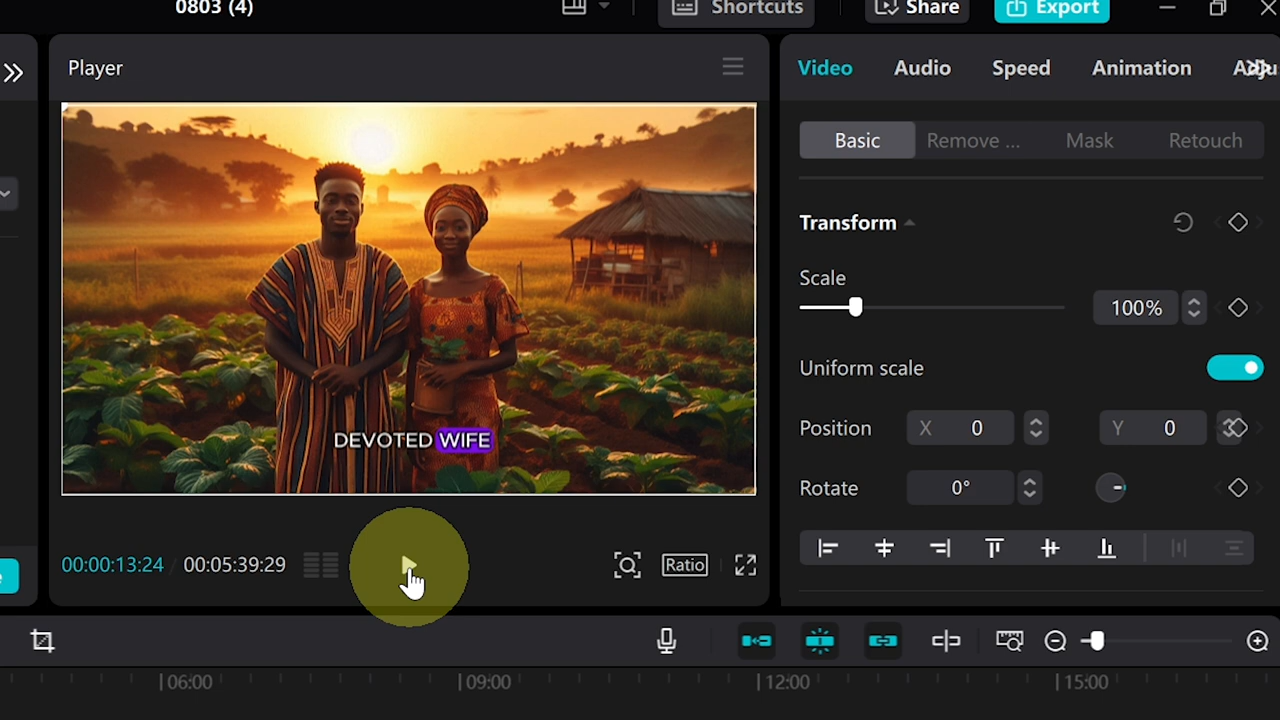 0803 (4)
Shortcuts
Share
Export
Player
Video Audio Speed Animation
Basic Remove ... Mask Retouch
Transform
Scale
100%
Uniform scale
Position X 0 Y 0
Rotate 0°
DEVOTED WIFE
00:00:13:24 / 00:05:39:29
Ratio
06:00 09:00 12:00 15:00